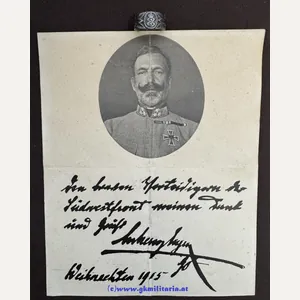 Den braven Verteidigern der
Südwestfront meinen Dank
und Gruß
Weihnachten 1915
(c)www.gkmilitaria.at